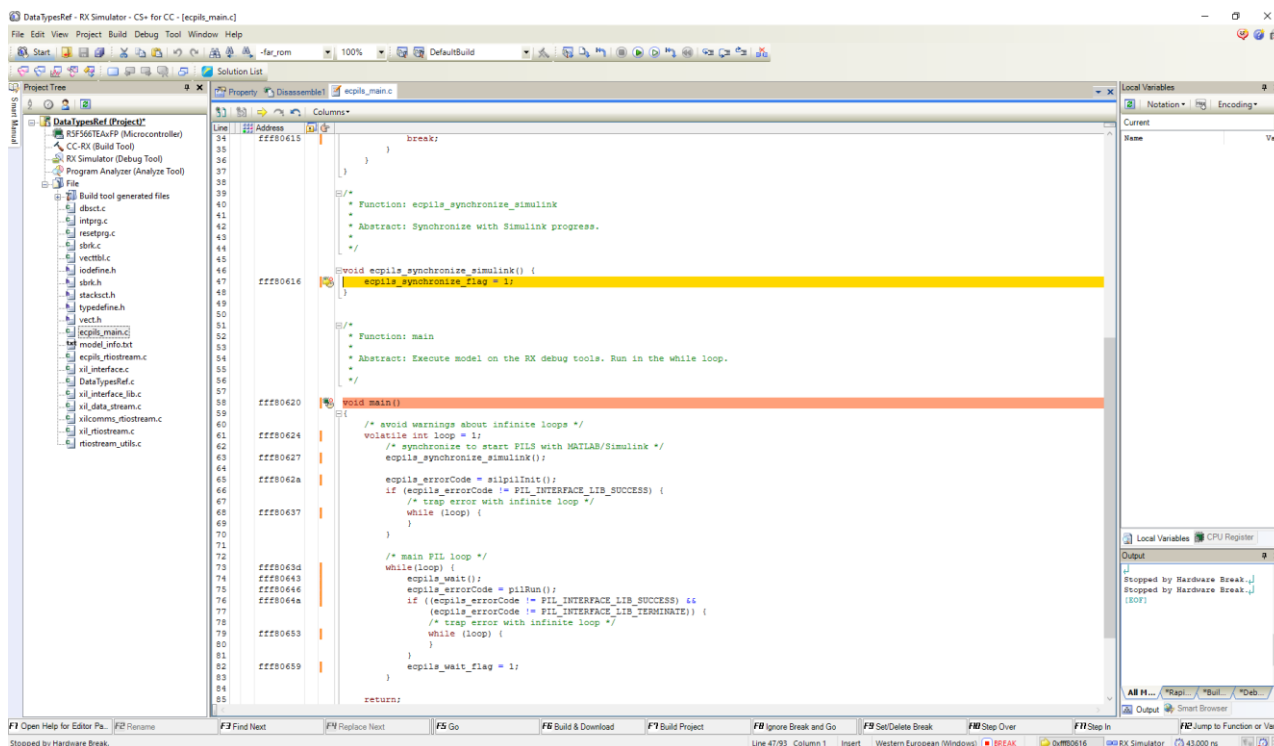 DataTypesRef - RX Simulator - CS+ for CC - [ecpils_main.c]
File Edit View Project Build Debug Tool Window Help
Start -far_rom 100% DefaultBuild
Solution List
Project Tree
Smart Manual
DataTypesRef (Project)*
R5F566TEAxFP (Microcontroller)
CC-RX (Build Tool)
RX Simulator (Debug Tool)
Program Analyzer (Analyze Tool)
File
Build tool generated files
dbsct.c
intprg.c
resetprg.c
sbrk.c
vecttbl.c
iodefine.h
sbrk.h
stacksct.h
typedefine.h
vect.h
ecpils_main.c
model_info.txt
ecpils_rtiostream.c
xil_interface.c
DataTypesRef.c
xil_interface_lib.c
xil_data_stream.c
xilcomms_rtiostream.c
xil_rtiostream.c
rtiostream_utils.c
Property Disassemble1 ecpils_main.c
Columns
Line Address
34 fff80615 break;
35 }
36 }
37 }
38
39 /*
40 * Function: ecpils_synchronize_simulink
41 *
42 * Abstract: Synchronize with Simulink progress.
43 *
44 */
45
46 void ecpils_synchronize_simulink() {
47 fff80616 ecpils_synchronize_flag = 1;
48 }
49
50
51 /*
52 * Function: main
53 *
54 * Abstract: Execute model on the RX debug tools. Run in the while loop.
55 *
56 */
57
58 fff80620 void main()
59 {
60 /* avoid warnings about infinite loops */
61 fff80624 volatile int loop = 1;
62 /* synchronize to start PILS with MATLAB/Simulink */
63 fff80627 ecpils_synchronize_simulink();
64
65 fff8062a ecpils_errorCode = silpilInit();
66 if (ecpils_errorCode != PIL_INTERFACE_LIB_SUCCESS) {
67 /* trap error with infinite loop */
68 fff80637 while (loop) {
69 }
70 }
71
72 /* main PIL loop */
73 fff8063d while(loop) {
74 fff80643 ecpils_wait();
75 fff80646 ecpils_errorCode = pilRun();
76 fff8064a if ((ecpils_errorCode != PIL_INTERFACE_LIB_SUCCESS) &&
77 (ecpils_errorCode != PIL_INTERFACE_LIB_TERMINATE)) {
78 /* trap error with infinite loop */
79 fff80653 while (loop) {
80 }
81 }
82 fff80659 ecpils_wait_flag = 1;
83 }
84
85 return;
Local Variables
Notation Encoding
Current
Name Va
Local Variables CPU Register
Output
Stopped by Hardware Break.
Stopped by Hardware Break.
[EOF]
All M... *Rapi... *Buil... *Deb...
Output Smart Browser
F1 Open Help for Editor Pa... F2 Rename F3 Find Next F4 Replace Next F5 Go F6 Build & Download F7 Build Project F8 Ignore Break and Go F9 Set/Delete Break F10 Step Over F11 Step In F12 Jump to Function or Va
Stopped by Hardware Break. Line 47/93 Column 1 Insert Western European (Windows) BREAK 0xfff80616 RX Simulator 43.000 ns